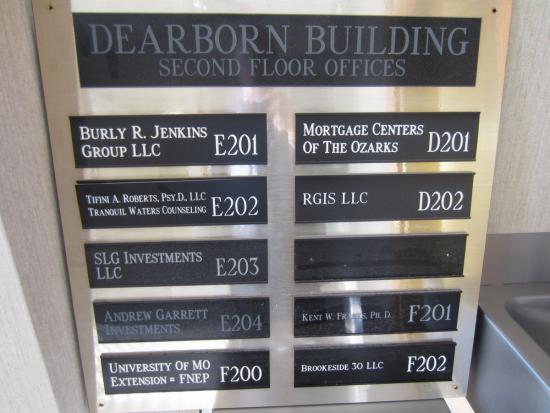 DEARBORN BUILDING
SECOND FLOOR OFFICES
BURLY R. JENKINS
GROUP LLC E201
TIFINI A. ROBERTS, PSY.D., LLC
TRANQUIL WATERS COUNSELING E202
SLG INVESTMENTS
LLC E203
ANDREW GARRETT
INVESTMENTS E204
UNIVERSITY OF MO
EXTENSION = FNEP F200
MORTGAGE CENTERS
OF THE OZARKS D201
RGIS LLC D202
KENT W. PH. D. F201
BROOKESIDE 30 LLC F202